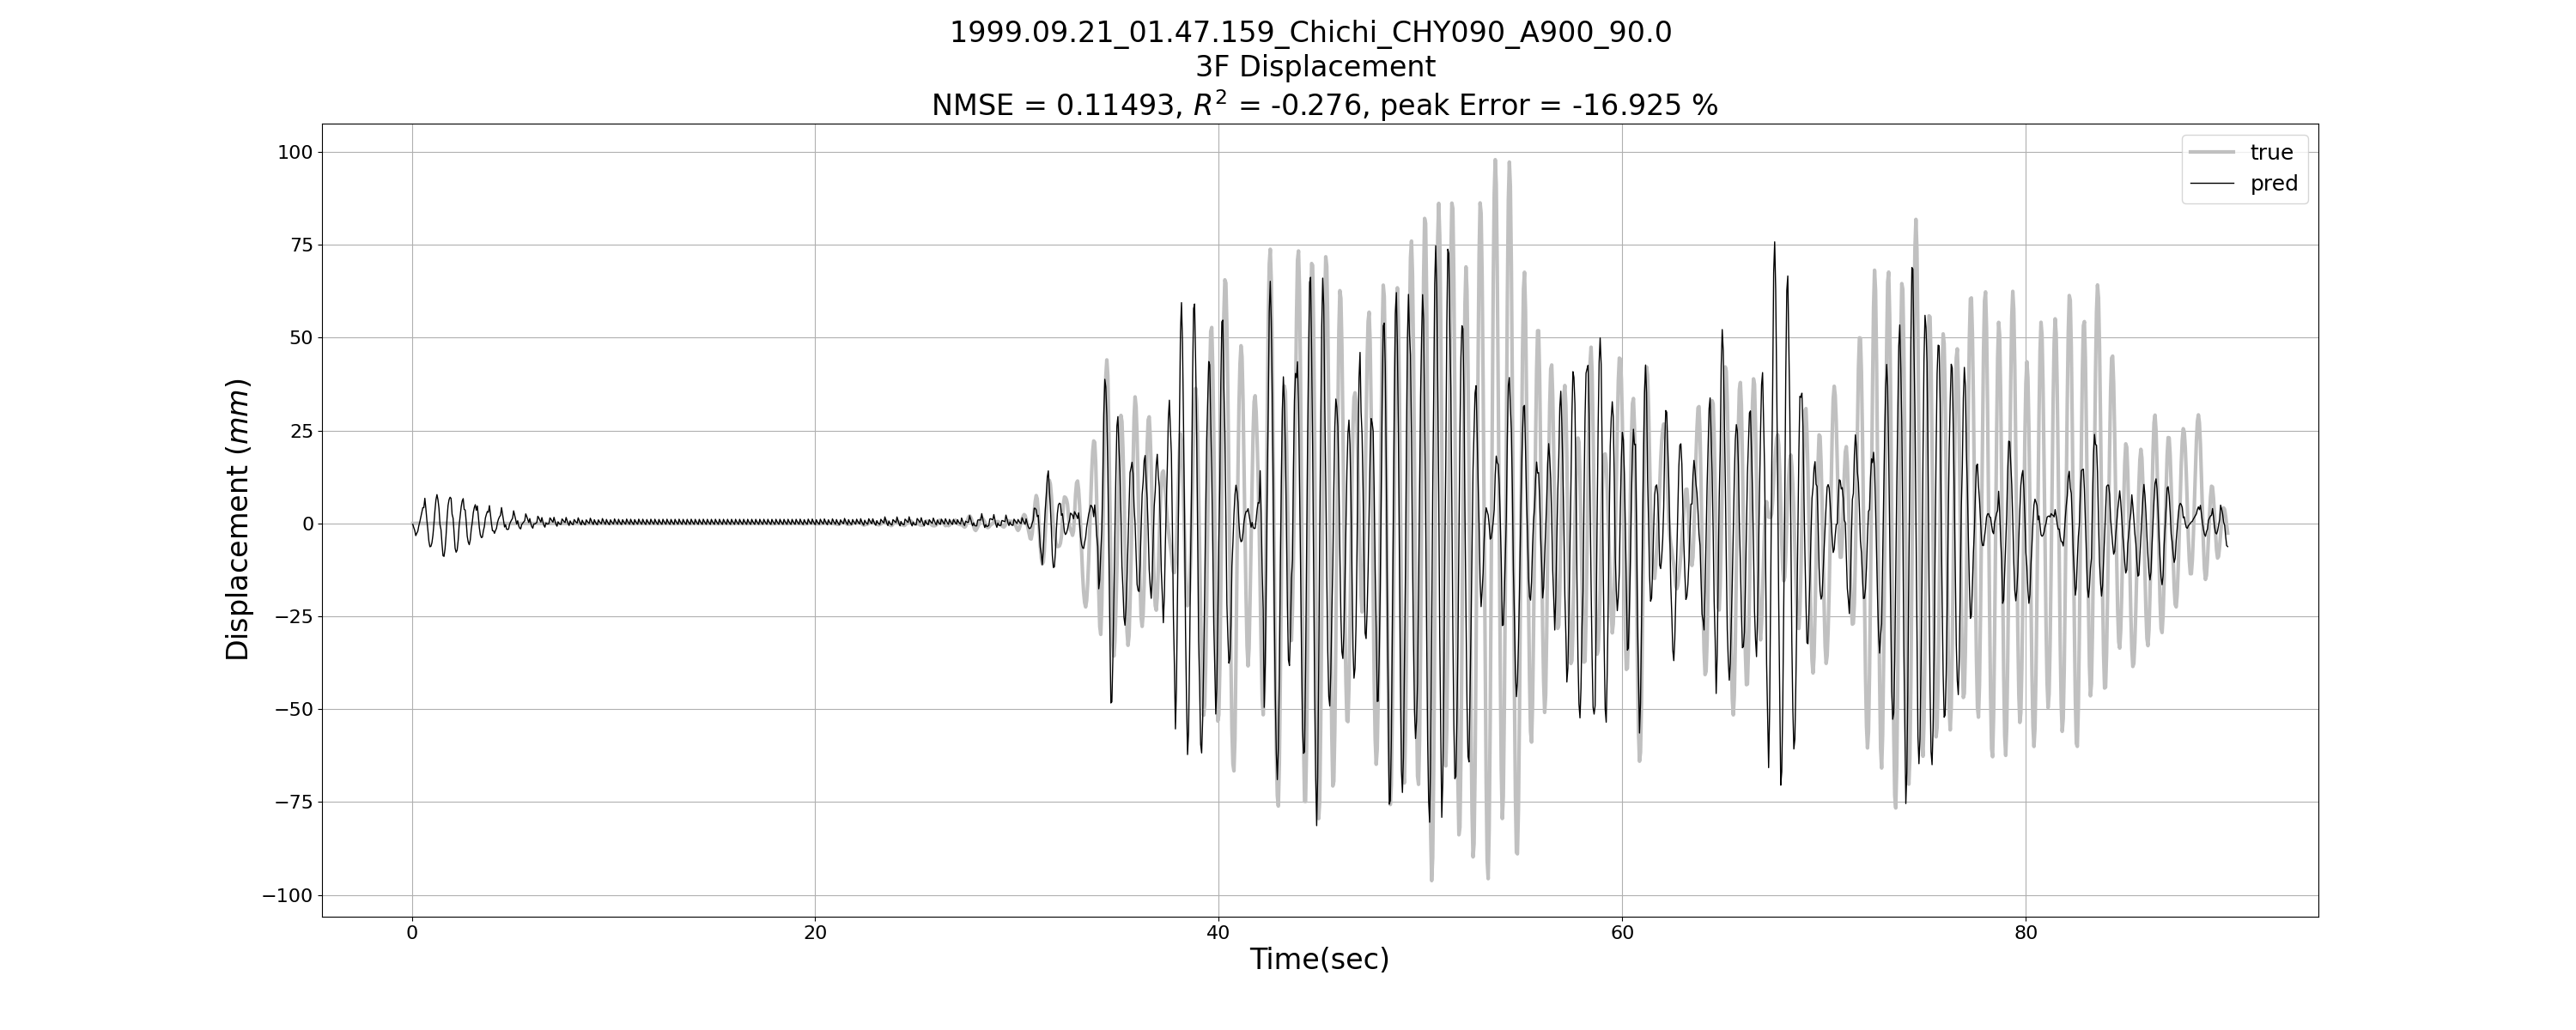 1999.09.21_01.47.159_Chichi_CHY090_A900_90.0
3F Displacement
NMSE = 0.11493, R² = -0.276, peak Error = -16.925 %
true
pred
100
75
50
25
0
−25
−50
−75
−100
Displacement (mm)
0
20
40
60
80
Time(sec)